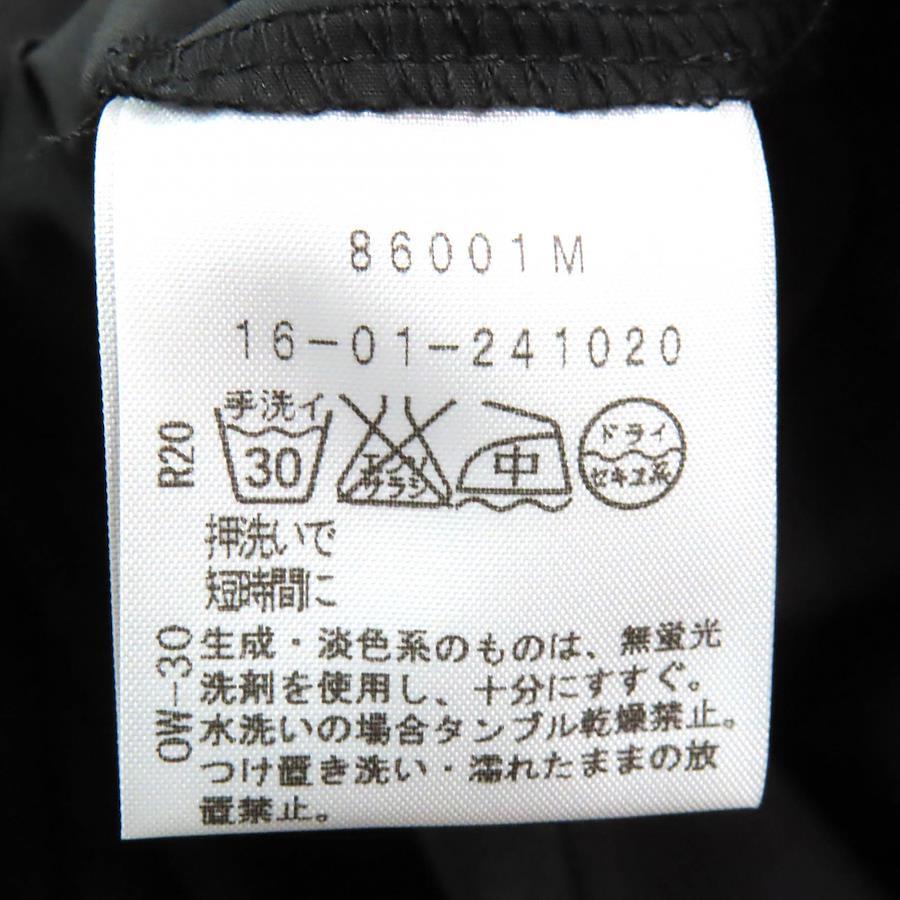 86001M
16-01-241020
R20
手洗イ
30
エンソ
サラシ
中
ドライ
セキユ系
押洗いで
短時間に
OW-30
生成・淡色系のものは、無蛍光
洗剤を使用し、十分にすすぐ。
水洗いの場合タンブル乾燥禁止。
つけ置き洗い・濡れたままの放
置禁止。